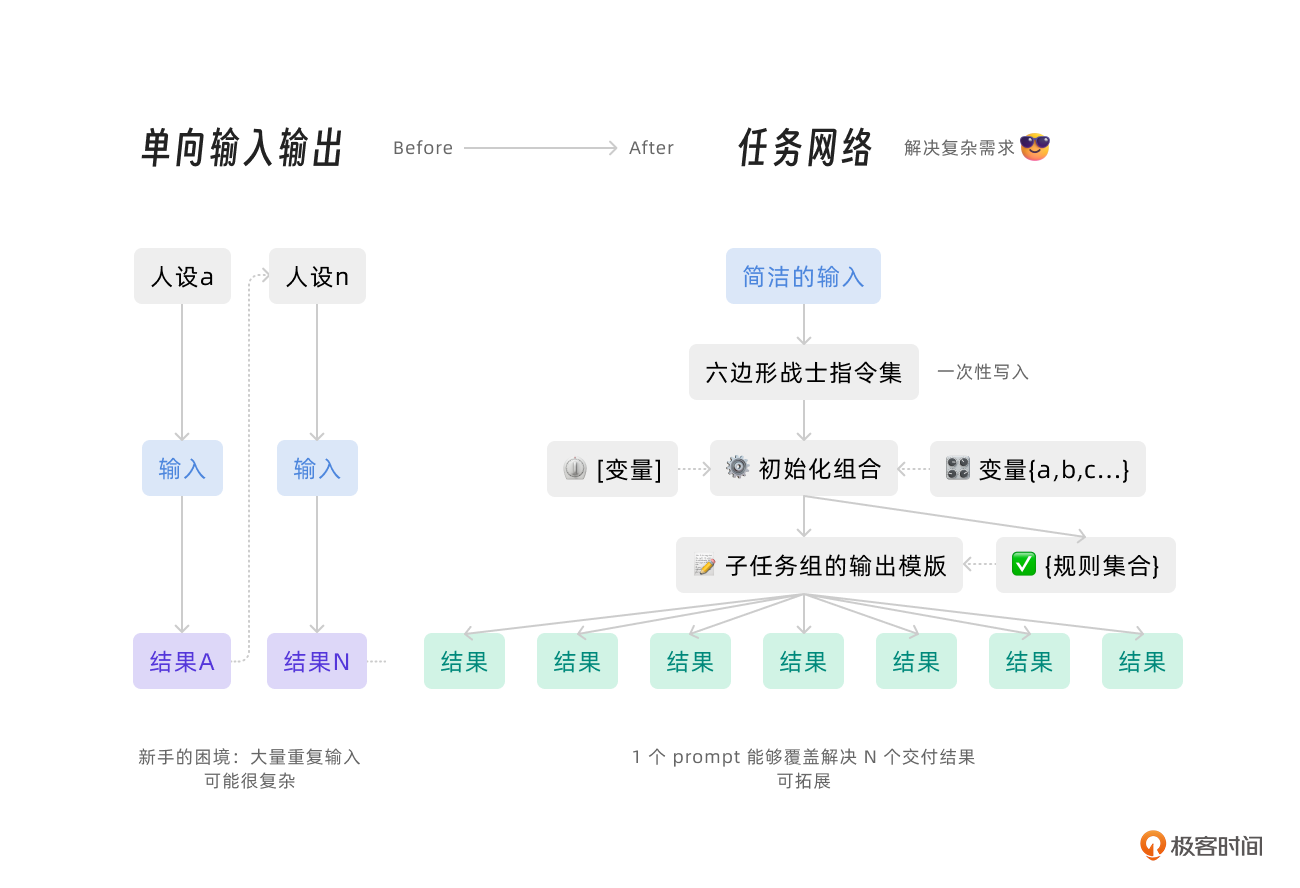 单向输入输出
Before
After
任务网络
解决复杂需求
人设a
人设n
简洁的输入
六边形战士指令集
一次性写入
输入
输入
[变量]
初始化组合
变量{a,b,c...}
子任务组的输出模版
{规则集合}
结果A
结果N
结果
结果
结果
结果
结果
结果
结果
新手的困境：大量重复输入
可能很复杂
1 个 prompt 能够覆盖解决 N 个交付结果
可拓展
极客时间